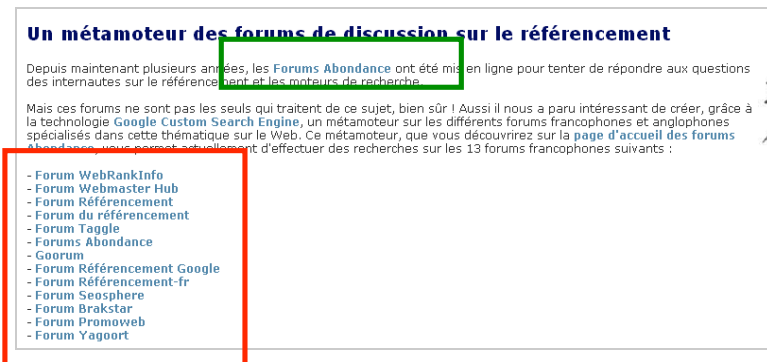 Un métamoteur des forums de discussion sur le référencement
Depuis maintenant plusieurs années, les Forums Abondance ont été mis en ligne pour tenter de répondre aux questions
des internautes sur le référencement et les moteurs de recherche.
Mais ces forums ne sont pas les seuls qui traitent de ce sujet, bien sûr ! Aussi il nous a paru intéressant de créer, grâce à
la technologie Google Custom Search Engine, un métamoteur sur les différents forums francophones et anglophones
spécialisés dans cette thématique sur le Web. Ce métamoteur, que vous découvrirez sur la page d'accueil des forums
Abondance, vous permet actuellement d'effectuer des recherches sur les 13 forums francophones suivants :
- Forum WebRankInfo
- Forum Webmaster Hub
- Forum Référencement
- Forum du référencement
- Forum Taggle
- Forums Abondance
- Goorum
- Forum Référencement Google
- Forum Référencement-fr
- Forum Seosphere
- Forum Brakstar
- Forum Promoweb
- Forum Yagoort